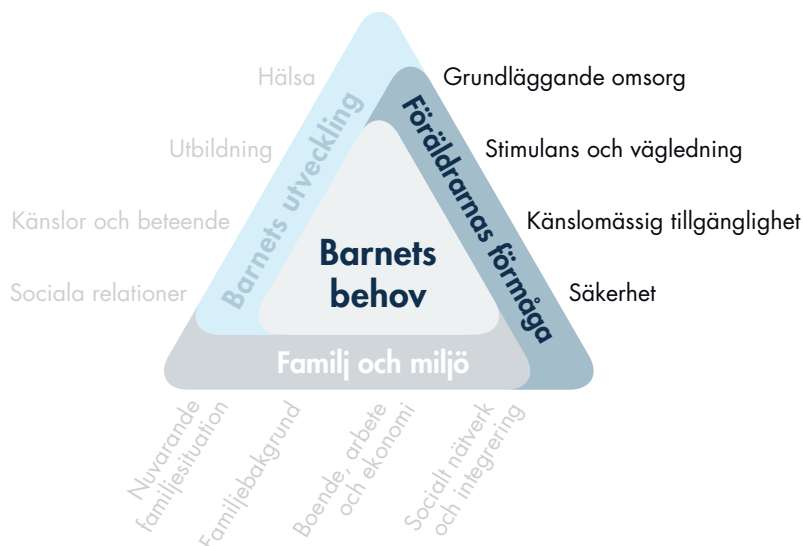 Hälsa
Utbildning
Känslor och beteende
Sociala relationer
Barnets utveckling
Föräldrarnas förmåga
Grundläggande omsorg
Stimulans och vägledning
Känslomässig tillgänglighet
Säkerhet
Barnets
behov
Familj och miljö
Nuvarande
familjesituation
Familjebakgrund
Boende, arbete
och ekonomi
Socialt nätverk
och integrering